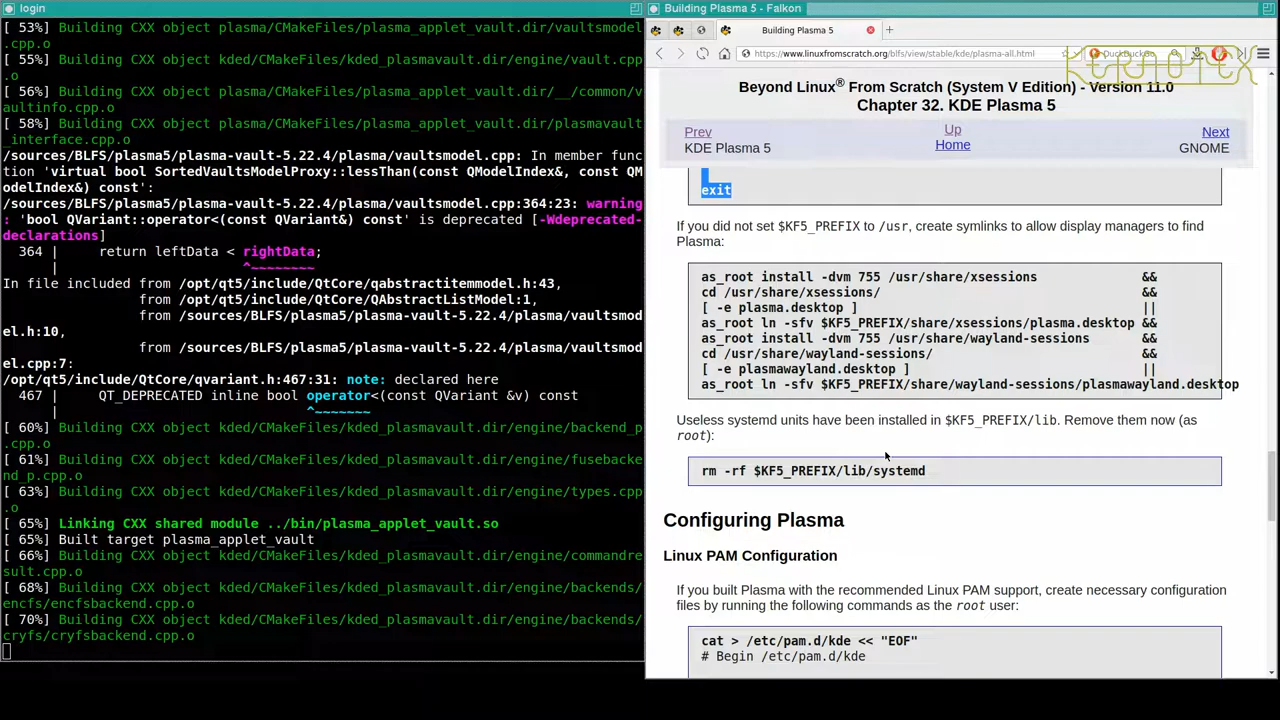 login
[ 53%] Building CXX object plasma/CMakeFiles/plasma_applet_vault.dir/vaultsmodel
.cpp.o
[ 55%] Building CXX object plasma/CMakeFiles/plasma_applet_vault.dir/engine/vault.cpp
.o
[ 56%] Building CXX object plasma/CMakeFiles/plasma_applet_vault.dir/__/common/v
aultinfo.cpp.o
[ 58%] Building CXX object plasma/CMakeFiles/plasma_applet_vault.dir/plasmavault
_interface.cpp.o
/sources/BLFS/plasma5/plasma-vault-5.22.4/plasma/vaultsmodel.cpp: In member func
tion 'virtual bool SortedVaultsModelProxy::lessThan(const QModelIndex&, const QM
odelIndex&) const':
/sources/BLFS/plasma5/plasma-vault-5.22.4/plasma/vaultsmodel.cpp:364:23: warning
: 'bool QVariant::operator<(const QVariant&) const' is deprecated [-Wdeprecated-
declarations]
364 | return leftData < rightData;
| ^~~~~~~~~
In file included from /opt/qt5/include/QtCore/qabstractitemmodel.h:43,
from /opt/qt5/include/QtCore/QAbstractListModel:1,
from /sources/BLFS/plasma5/plasma-vault-5.22.4/plasma/vaultsmod
el.h:10,
from /sources/BLFS/plasma5/plasma-vault-5.22.4/plasma/vaultsmod
el.cpp:7:
/opt/qt5/include/QtCore/qvariant.h:467:31: note: declared here
467 | QT_DEPRECATED inline bool operator<(const QVariant &v) const
| ^~~~~~~~
[ 60%] Building CXX object kded/CMakeFiles/kded_plasmavault.dir/engine/backend_p
.cpp.o
[ 61%] Building CXX object kded/CMakeFiles/kded_plasmavault.dir/engine/fusebacke
nd_p.cpp.o
[ 63%] Building CXX object kded/CMakeFiles/kded_plasmavault.dir/engine/types.cpp
.o
[ 65%] Linking CXX shared module ../bin/plasma_applet_vault.so
[ 65%] Built target plasma_applet_vault
[ 66%] Building CXX object kded/CMakeFiles/kded_plasmavault.dir/engine/commandre
sult.cpp.o
[ 68%] Building CXX object kded/CMakeFiles/kded_plasmavault.dir/engine/backends/
encfs/encfsbackend.cpp.o
[ 70%] Building CXX object kded/CMakeFiles/kded_plasmavault.dir/engine/backends/
cryfs/cryfsbackend.cpp.o
Building Plasma 5 - Falkon
Building Plasma 5
https://www.linuxfromscratch.org/blfs/view/stable/kde/plasma-all.html
DuckDuckGo
KERNOTEX
Beyond Linux® From Scratch (System V Edition) - Version 11.0
Chapter 32. KDE Plasma 5
Prev Up Next
KDE Plasma 5 Home GNOME
exit
If you did not set $KF5_PREFIX to /usr, create symlinks to allow display managers to find
Plasma:
as_root install -dvm 755 /usr/share/xsessions &&
cd /usr/share/xsessions/ &&
[ -e plasma.desktop ] ||
as_root ln -sfv $KF5_PREFIX/share/xsessions/plasma.desktop &&
as_root install -dvm 755 /usr/share/wayland-sessions &&
cd /usr/share/wayland-sessions/ &&
[ -e plasmawayland.desktop ] ||
as_root ln -sfv $KF5_PREFIX/share/wayland-sessions/plasmawayland.desktop
Useless systemd units have been installed in $KF5_PREFIX/lib. Remove them now (as
root):
rm -rf $KF5_PREFIX/lib/systemd
Configuring Plasma
Linux PAM Configuration
If you built Plasma with the recommended Linux PAM support, create necessary configuration
files by running the following commands as the root user:
cat > /etc/pam.d/kde << "EOF"
# Begin /etc/pam.d/kde